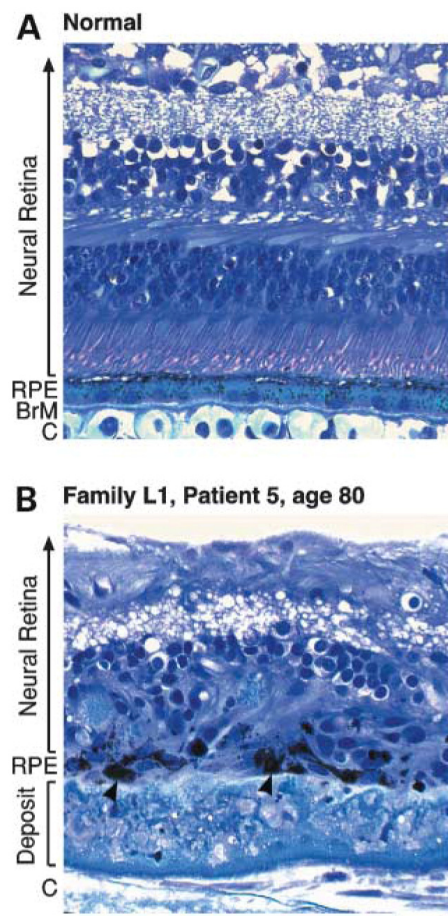 A Normal
Neural Retina
RPE
BrM
C
B Family L1, Patient 5, age 80
Neural Retina
RPE
Deposit
C